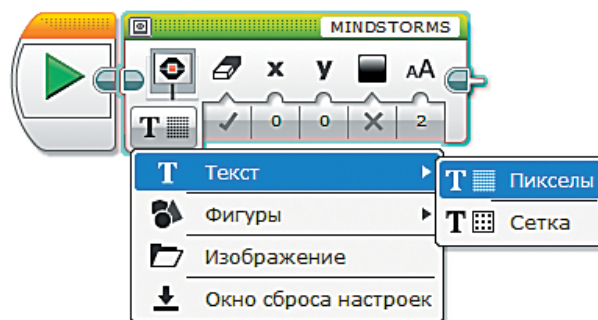 MINDSTORMS
x y AA
0 0 2
T
T Текст
T Пикселы
Фигуры
T Сетка
Изображение
Окно сброса настроек